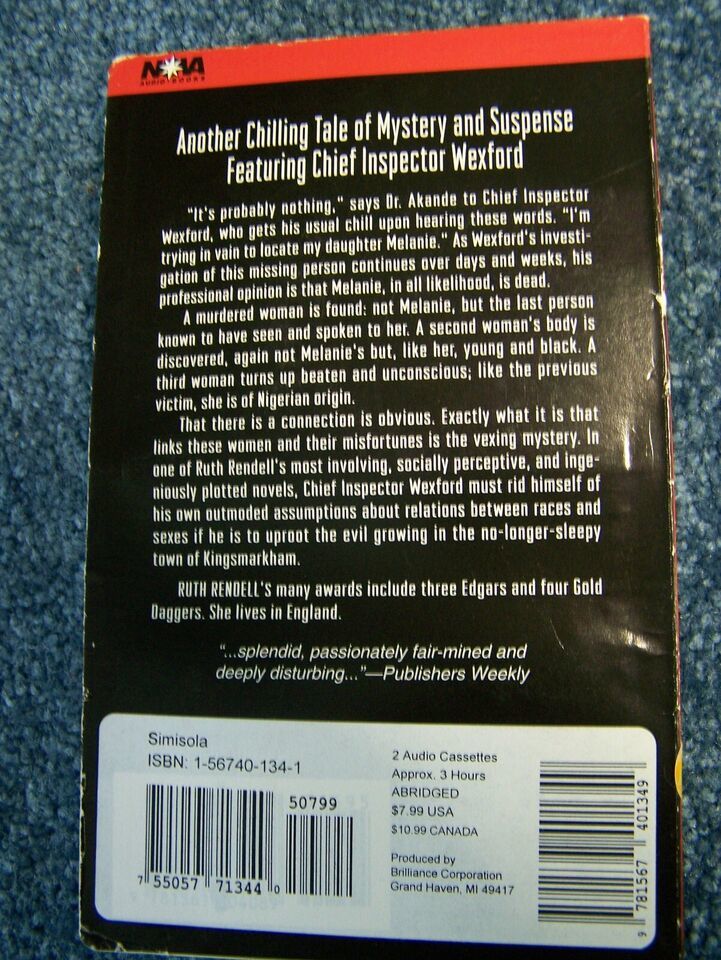 NOVA
AUDIO BOOKS
Another Chilling Tale of Mystery and Suspense
Featuring Chief Inspector Wexford
"It's probably nothing," says Dr. Akande to Chief Inspector
Wexford, who gets his usual chill upon hearing these words. "I'm
trying in vain to locate my daughter Melanie." As Wexford's investi-
gation of this missing person continues over days and weeks, his
professional opinion is that Melanie, in all likelihood, is dead.
A murdered woman is found: not Melanie, but the last person
known to have seen and spoken to her. A second woman's body is
discovered, again not Melanie's but, like her, young and black. A
third woman turns up beaten and unconscious; like the previous
victim, she is of Nigerian origin.
That there is a connection is obvious. Exactly what it is that
links these women and their misfortunes is the vexing mystery. In
one of Ruth Rendell's most involving, socially perceptive, and inge-
niously plotted novels, Chief Inspector Wexford must rid himself of
his own outmoded assumptions about relations between races and
sexes if he is to uproot the evil growing in the no-longer-sleepy
town of Kingsmarkham.
RUTH RENDELL's many awards include three Edgars and four Gold
Daggers. She lives in England.
"...splendid, passionately fair-mined and
deeply disturbing..."—Publishers Weekly
Simisola
ISBN: 1-56740-134-1
50799
7 55057 71344 0
2 Audio Cassettes
Approx. 3 Hours
ABRIDGED
$7.99 USA
$10.99 CANADA
Produced by
Brilliance Corporation
Grand Haven, MI 49417
9 781567 401349